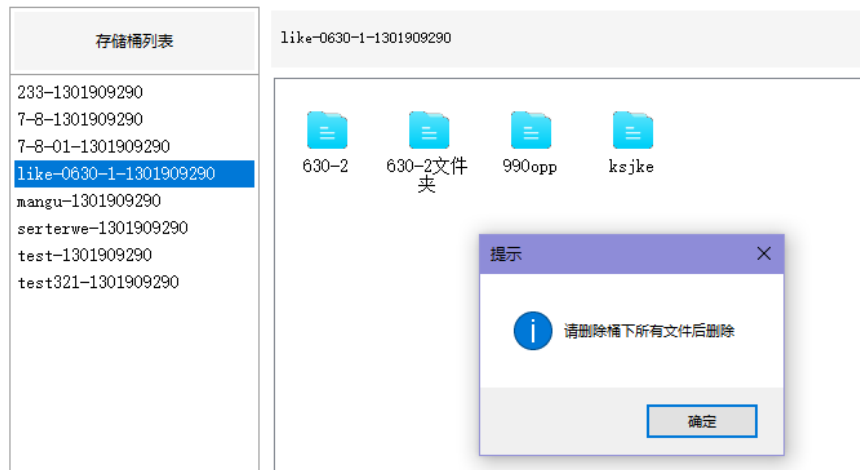 存储桶列表
like-0630-1-1301909290
233-1301909290
7-8-1301909290
7-8-01-1301909290
like-0630-1-1301909290
mangu-1301909290
serterwe-1301909290
test-1301909290
test321-1301909290
630-2
630-2文件
夹
990opp
ksjke
提示
请删除桶下所有文件后删除
确定